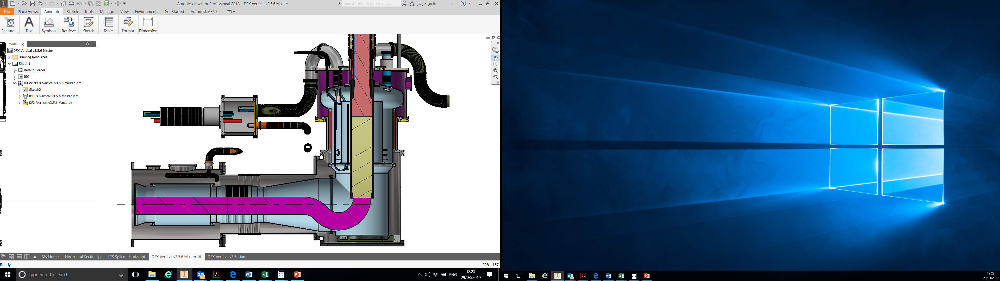 Autodesk Inventor Professional 2018 DFX Vertical v3.5.6 Master
Search Help & Commands...
Sign In
File Place Views Annotate Sketch Tools Manage View Environments Get Started Autodesk A360
Feature... Text Symbols Retrieve Sketch Table Format Dimension
Model
DFX Vertical v3.5.6 Master
Drawing Resources
Sheet:1
Default Border
ISO
VIEW1:DFX Vertical v3.5.6 Master.iam
Sketch2
B:DFX Vertical v3.5.6 Master.iam
DFX Vertical v3.5.6 Master.iam
My Home Horizontal Sectio...ipt LTS Splice - Horiz...ipt DFX Vertical v3.5.6 Master DFX Vertical v3.5....iam
Ready
228 157
Type here to search
ENG
12:23
29/03/2019
12:23
29/03/2019